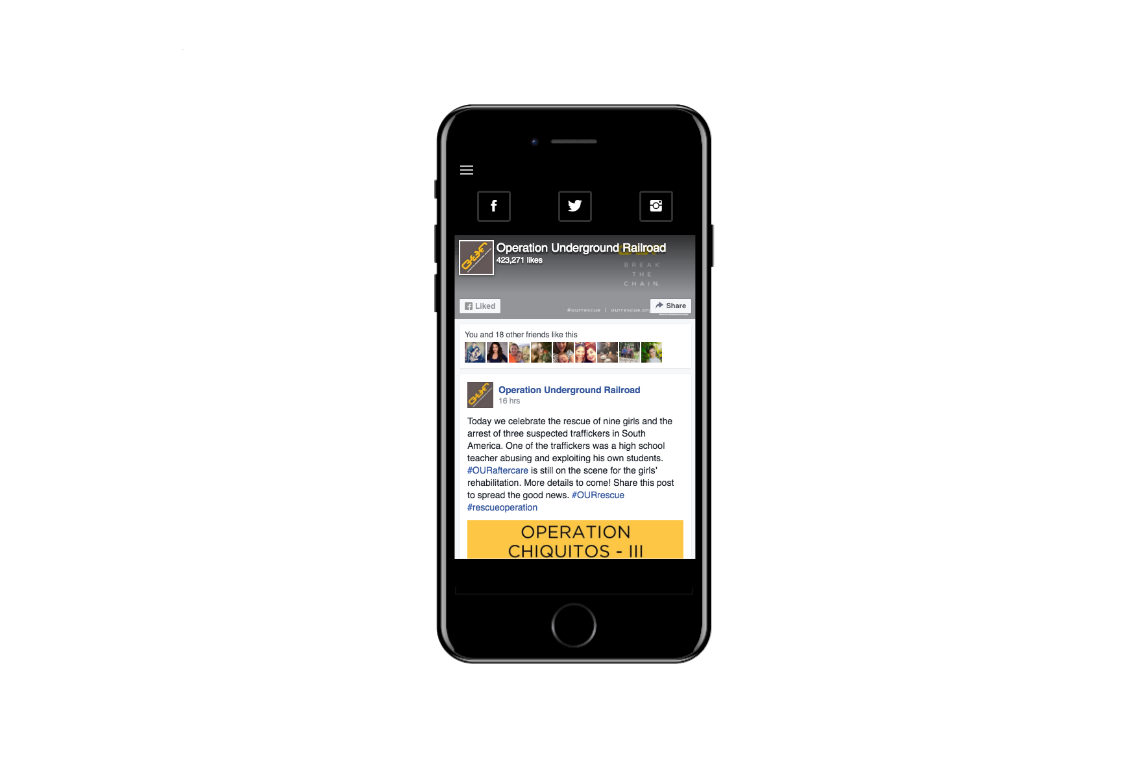 Operation Underground Railroad
423,271 likes
BREAK
THE
CHAIN
Liked
#ourrescue | ourrescue.or
Share
You and 18 other friends like this
Operation Underground Railroad
16 hrs
Today we celebrate the rescue of nine girls and the
arrest of three suspected traffickers in South
America. One of the traffickers was a high school
teacher abusing and exploiting his own students.
#OURaftercare is still on the scene for the girls'
rehabilitation. More details to come! Share this post
to spread the good news. #OURrescue
#rescueoperation
OPERATION
CHIQUITOS - III